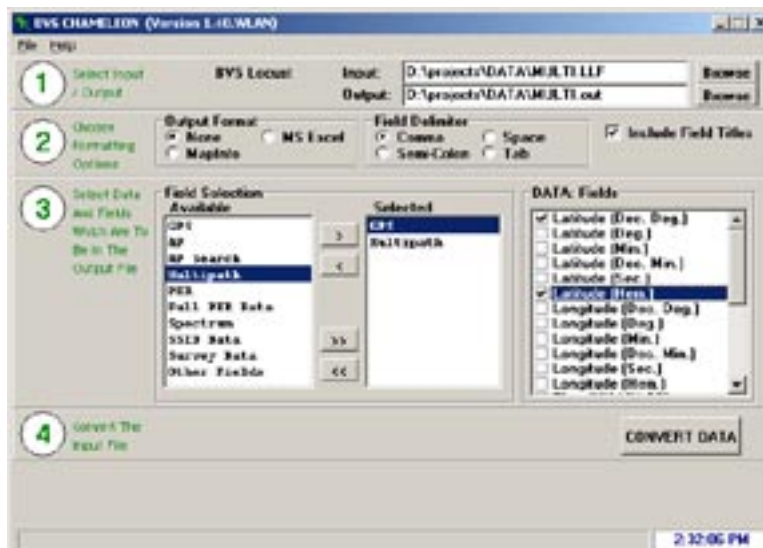 BVS CHAMELEON (Version 1.40.WLAN)
File Help
1 Select Input / Output
BVS Locust
Input: D:\projects\DATA\MULTI.LLF Browse
Output: D:\projects\DATA\MULTI.out Browse
2 Choose Formatting Options
Output Format
None MS Excel
MapInfo
Field Delimiter
Comma Space
Semi-Colon Tab
Include Field Titles
3 Select Data And Fields Which Are To Be In The Output File
Field Selection
Available
GPS
AP
AP Search
Multipath
PER
Full PER Data
Spectrum
SSID Data
Survey Data
Other Fields
>
<
>>
<<
Selected
GPS
Multipath
DATA: Fields
Latitude (Dec. Deg.)
Latitude (Deg.)
Latitude (Min.)
Latitude (Dec. Min.)
Latitude (Sec.)
Latitude (Hem.)
Longitude (Dec. Deg.)
Longitude (Deg.)
Longitude (Min.)
Longitude (Dec. Min.)
Longitude (Sec.)
Longitude (Hem.)
4 Convert The Input File
CONVERT DATA
2:32:06 PM